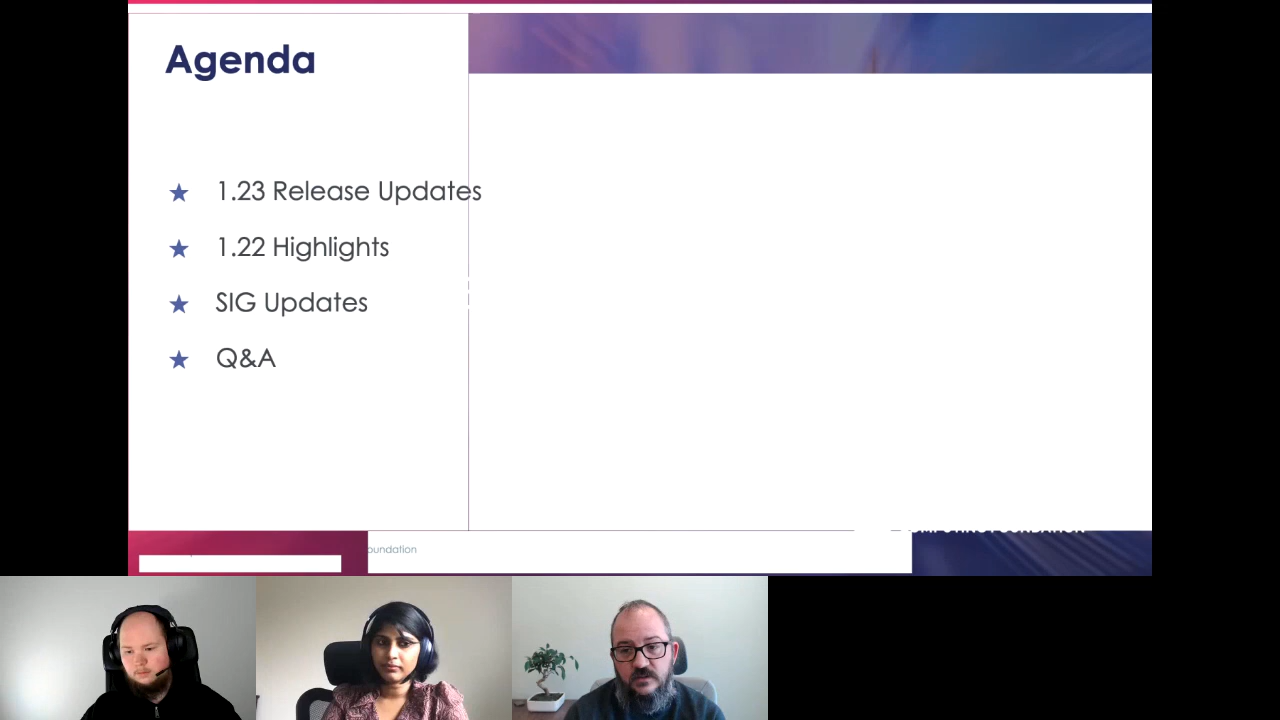 Agenda
1.23 Release Updates
1.22 Highlights
SIG Updates
Q&A